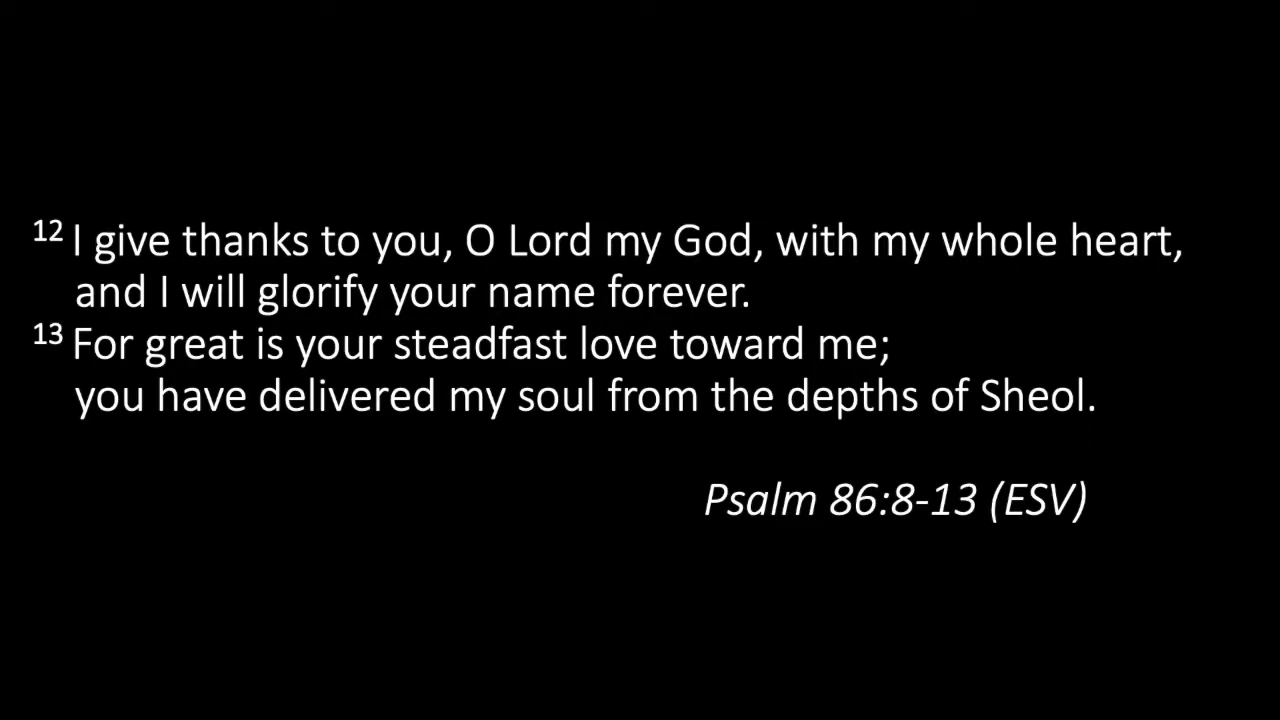 12 I give thanks to you, O Lord my God, with my whole heart,
and I will glorify your name forever.
13 For great is your steadfast love toward me;
you have delivered my soul from the depths of Sheol.
Psalm 86:8-13 (ESV)